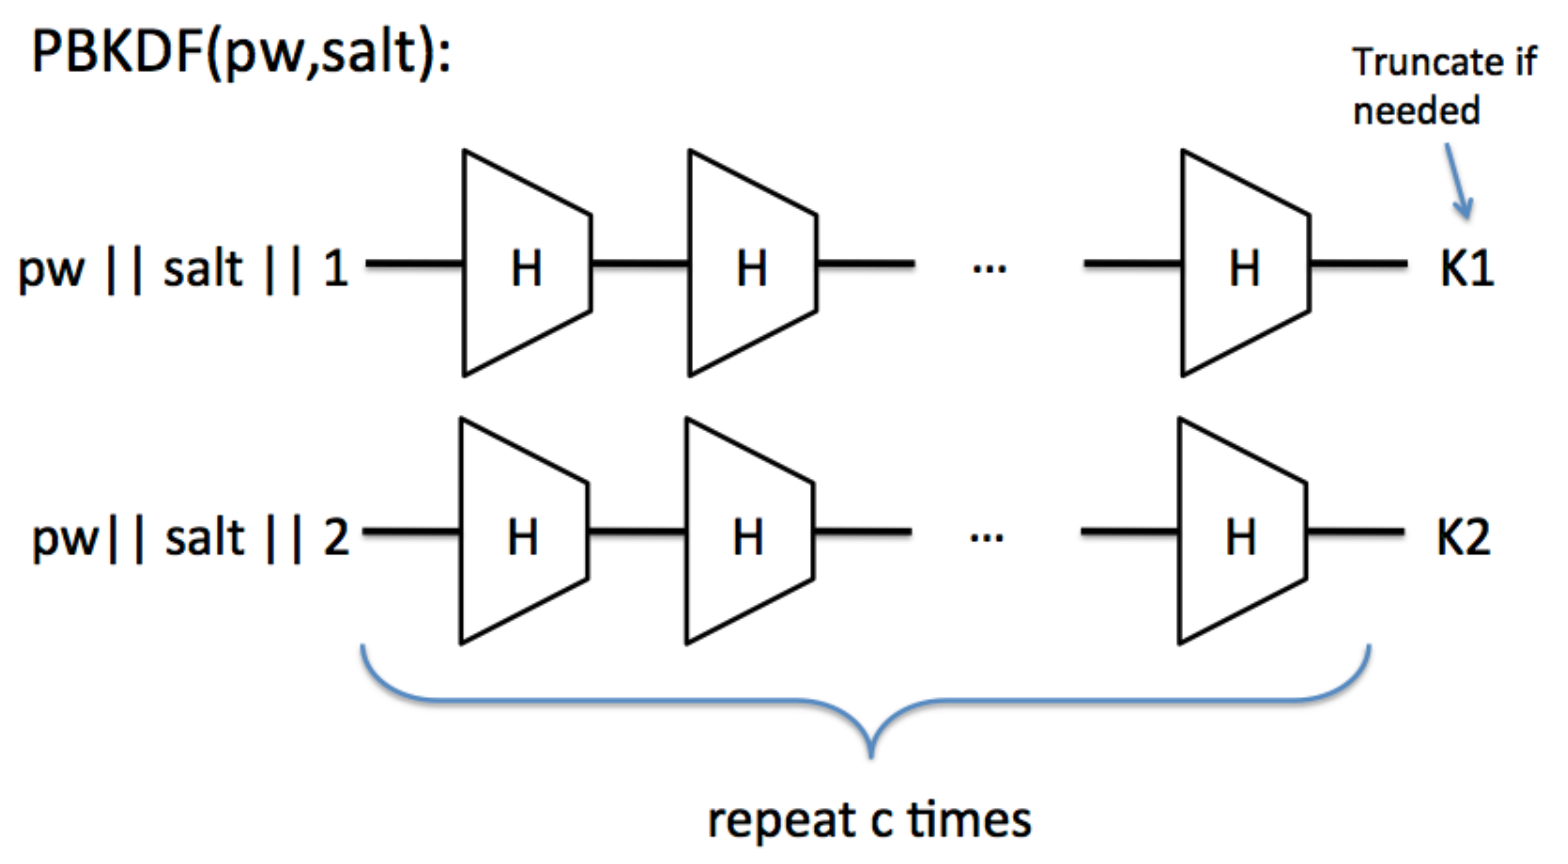 PBKDF(pw,salt):
Truncate if
needed
pw || salt || 1
H
H
...
H
K1
pw|| salt || 2
H
H
...
H
K2
repeat c times